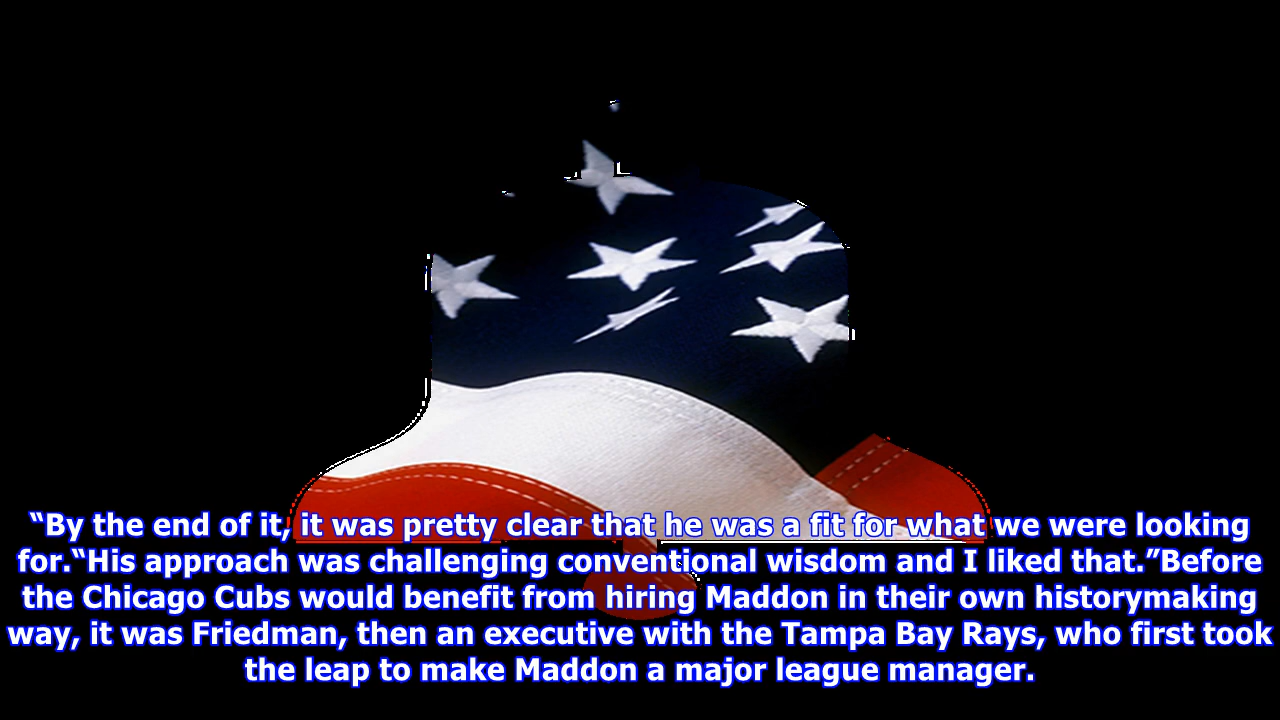 “By the end of it, it was pretty clear that he was a fit for what we were looking
for.“His approach was challenging conventional wisdom and I liked that.”Before
the Chicago Cubs would benefit from hiring Maddon in their own historymaking
way, it was Friedman, then an executive with the Tampa Bay Rays, who first took
the leap to make Maddon a major league manager.